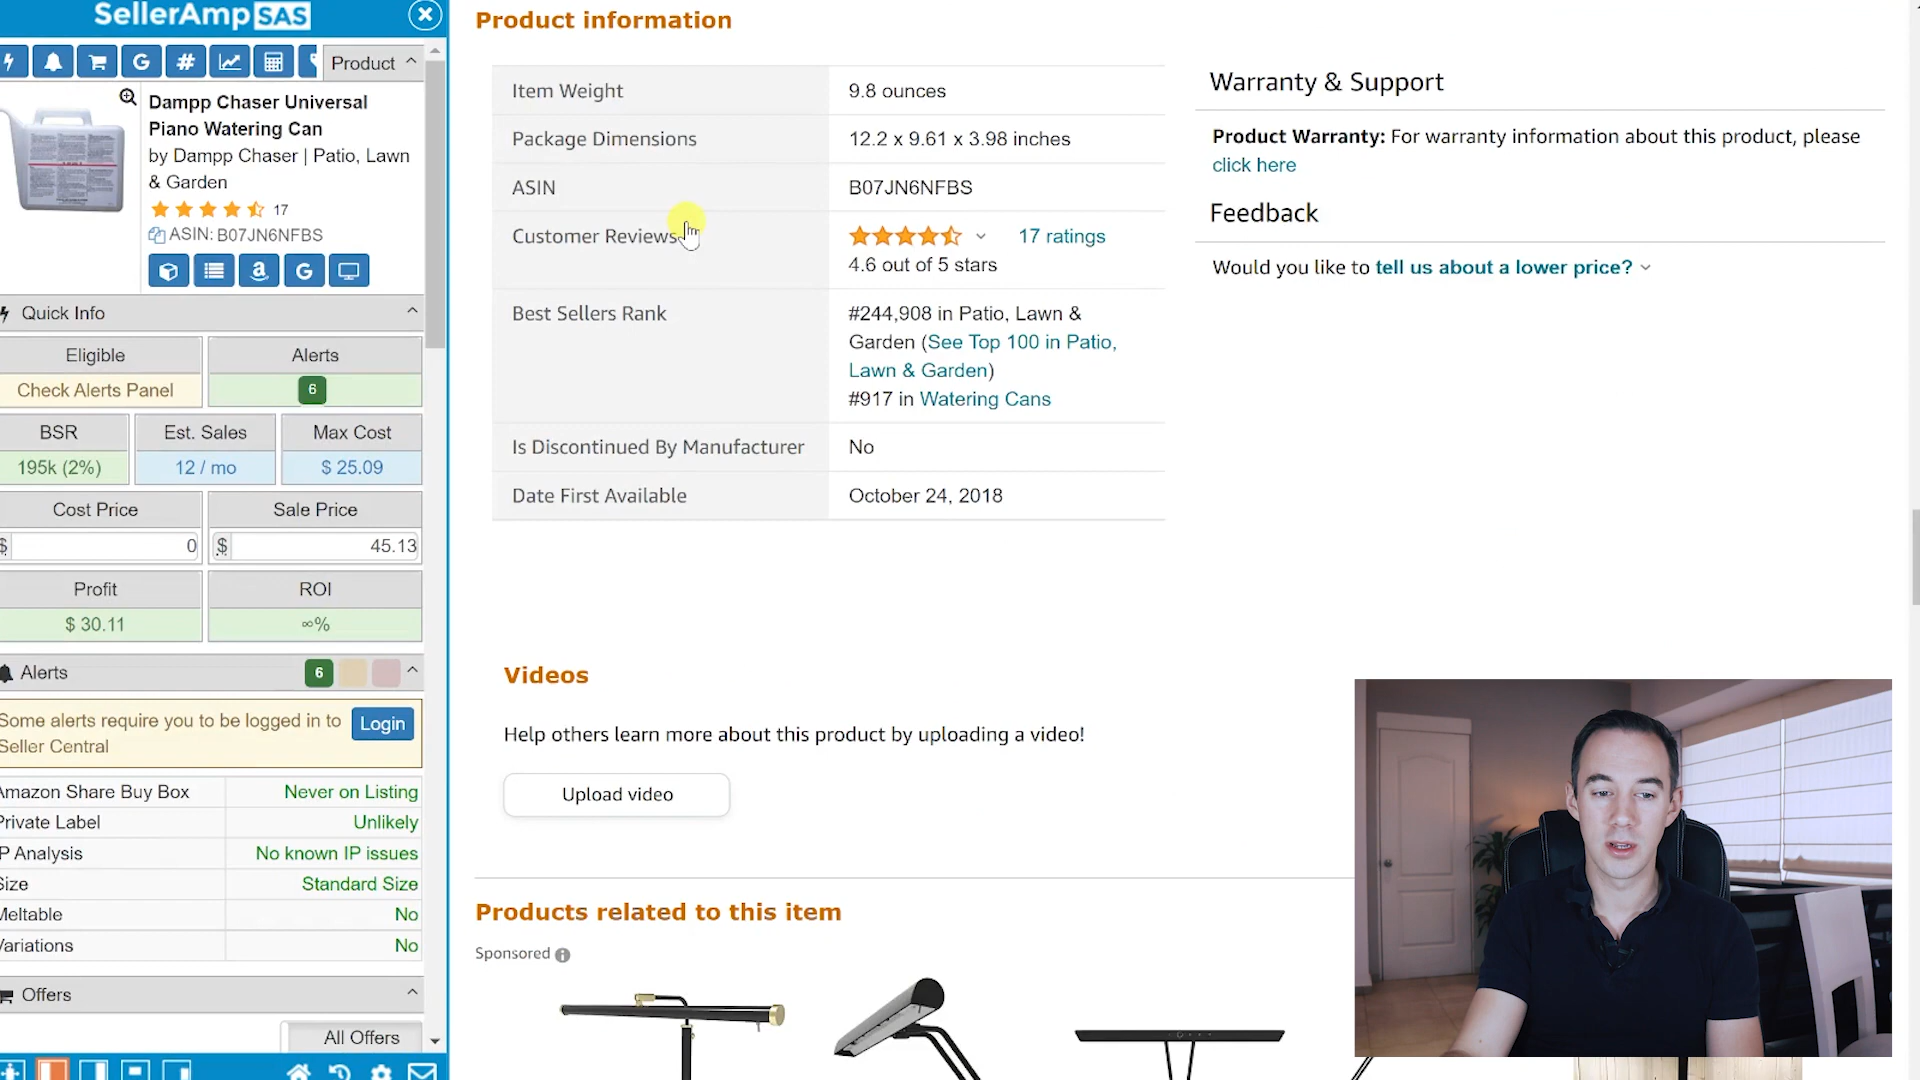 SellerAmp SAS
Product
Dampp Chaser Universal
Piano Watering Can
by Dampp Chaser | Patio, Lawn
& Garden
17
ASIN: B07JN6NFBS
Quick Info
Eligible
Alerts
Check Alerts Panel
6
BSR
Est. Sales
Max Cost
195k (2%)
12 / mo
$ 25.09
Cost Price
Sale Price
$ 0
$ 45.13
Profit
ROI
$ 30.11
∞%
Alerts
6
Some alerts require you to be logged in to
Seller Central
Login
Amazon Share Buy Box
Never on Listing
Private Label
Unlikely
IP Analysis
No known IP issues
Size
Standard Size
Meltable
No
Variations
No
Offers
All Offers
Product information
Item Weight
9.8 ounces
Package Dimensions
12.2 x 9.61 x 3.98 inches
ASIN
B07JN6NFBS
Customer Reviews
17 ratings
4.6 out of 5 stars
Best Sellers Rank
#244,908 in Patio, Lawn &
Garden (See Top 100 in Patio,
Lawn & Garden)
#917 in Watering Cans
Is Discontinued By Manufacturer
No
Date First Available
October 24, 2018
Warranty & Support
Product Warranty: For warranty information about this product, please
click here
Feedback
Would you like to tell us about a lower price?
Videos
Help others learn more about this product by uploading a video!
Upload video
Products related to this item
Sponsored